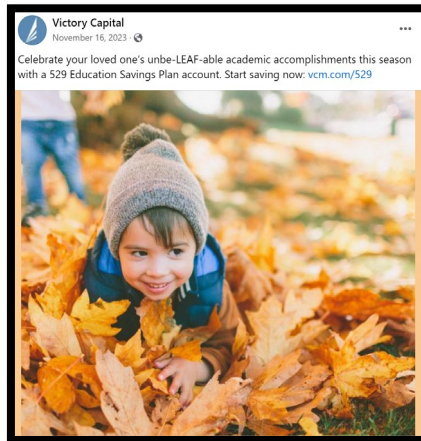 Victory Capital
November 16, 2023 ·
Celebrate your loved one's unbe-LEAF-able academic accomplishments this season
with a 529 Education Savings Plan account. Start saving now: vcm.com/529